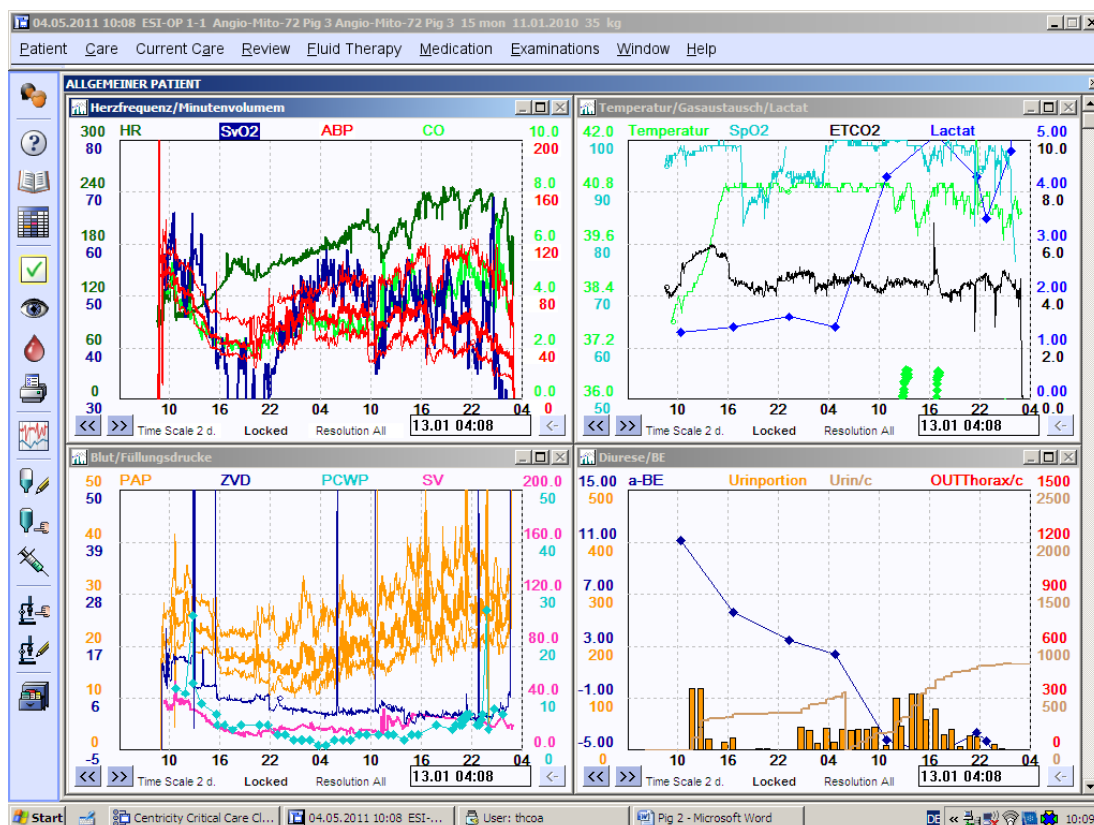 04.05.2011 10:08 ESI-OP 1-1 Angio-Mito-72 Pig 3 Angio-Mito-72 Pig 3 15 mon 11.01.2010 35 kg
Patient Care Current Care Review Fluid Therapy Medication Examinations Window Help
ALLGEMEINER PATIENT
Herzfrequenz/Minutenvolumem
300 HR SvO2 ABP CO 10.0
80 200
240 8.0
70 160
180 6.0
60 120
120 4.0
50 80
60 2.0
40 40
0 0.0
30 10 16 22 04 10 16 22 04 0
<< >> Time Scale 2 d. Locked Resolution All 13.01 04:08 <-
Temperatur/Gasaustausch/Lactat
42.0 Temperatur SpO2 ETCO2 Lactat 5.00
100 10.0
40.8 4.00
90 8.0
39.6 3.00
80 6.0
38.4 2.00
70 4.0
37.2 1.00
60 2.0
36.0 0.00
50 10 16 22 04 10 16 22 04 0.0
<< >> Time Scale 2 d. Locked Resolution All 13.01 04:08 <-
Blut/Füllungsdrucke
50 PAP ZVD PCWP SV 200.0
50 50
40 160.0
39 40
30 120.0
28 30
20 80.0
17 20
10 40.0
6 10
0 0.0
-5 10 16 22 04 10 16 22 04 0
<< >> Time Scale 2 d. Locked Resolution All 13.01 04:08 <-
Diurese/BE
15.00 a-BE Urinportion Urin/c OUTThorax/c 1500
500 2500
11.00 1200
400 2000
7.00 900
300 1500
3.00 600
200 1000
-1.00 300
100 500
-5.00 0
0 10 16 22 04 10 16 22 04 0
<< >> Time Scale 2 d. Locked Resolution All 13.01 04:08 <-
Start Centricity Critical Care Cl... 04.05.2011 10:08 ESI-... User: thcoa Pig 2 - Microsoft Word DE « 10:09